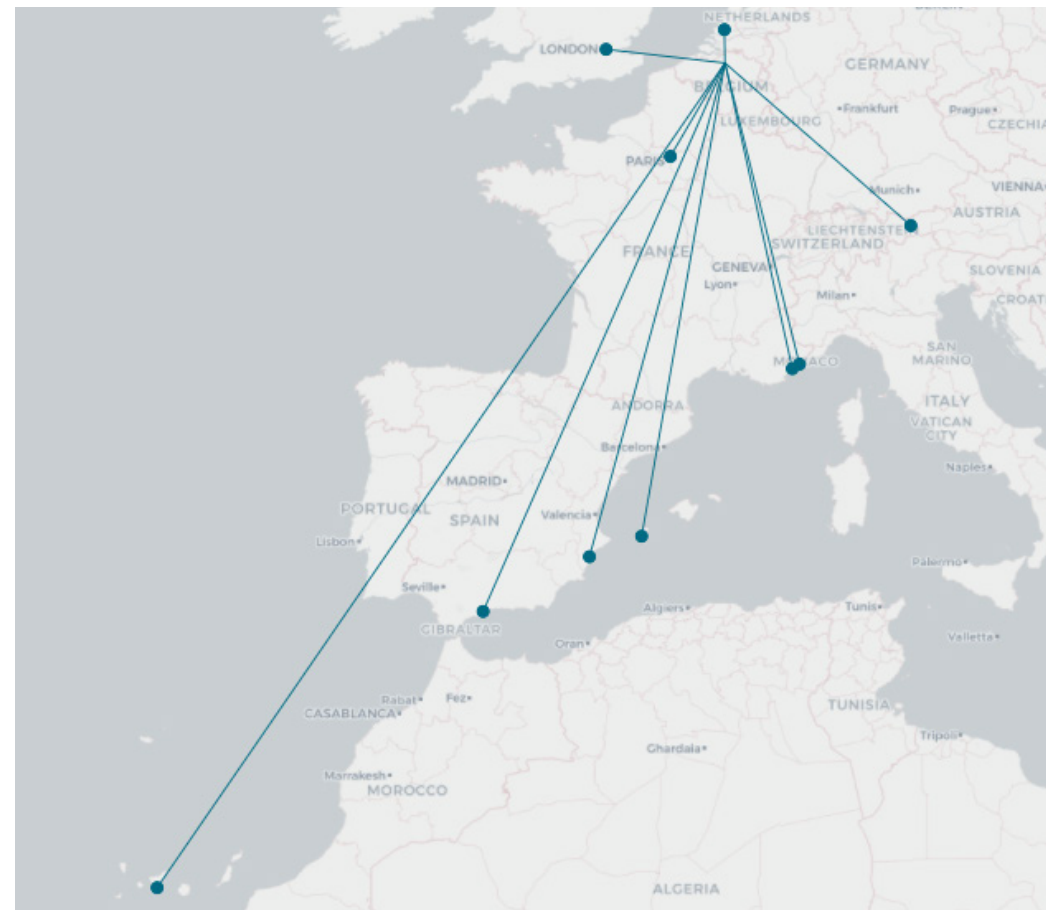 NETHERLANDS
LONDON
GERMANY
BELGIUM
Frankfurt
Prague
LUXEMBOURG
CZECHIA
PARIS
Munich
VIENNA
AUSTRIA
LIECHTENSTEIN
SWITZERLAND
FRANCE
GENEVA
SLOVENIA
Lyon
Milan
CROAT
SAN
MARINO
MONACO
ANDORRA
ITALY
VATICAN
CITY
Barcelona
Naples
MADRID
PORTUGAL
SPAIN
Valencia
Lisbon
Palermo
Seville
Algiers
Tunis
GIBRALTAR
Oran
Valletta
Rabat
Fez
CASABLANCA
TUNISIA
Tripoli
Ghardaia
Marrakesh
MOROCCO
ALGERIA